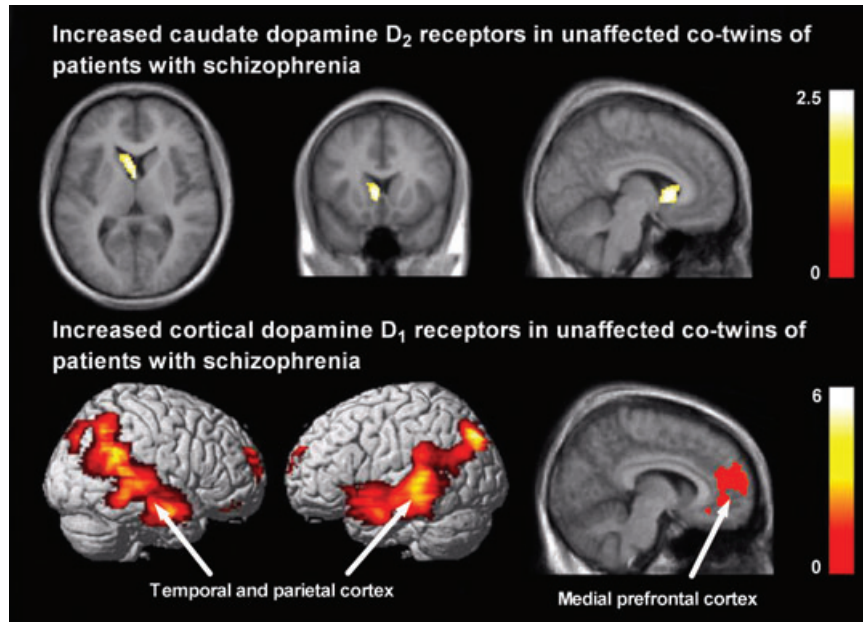 Increased caudate dopamine D₂ receptors in unaffected co-twins of
patients with schizophrenia
2.5
0
Increased cortical dopamine D₁ receptors in unaffected co-twins of
patients with schizophrenia
6
0
Temporal and parietal cortex
Medial prefrontal cortex